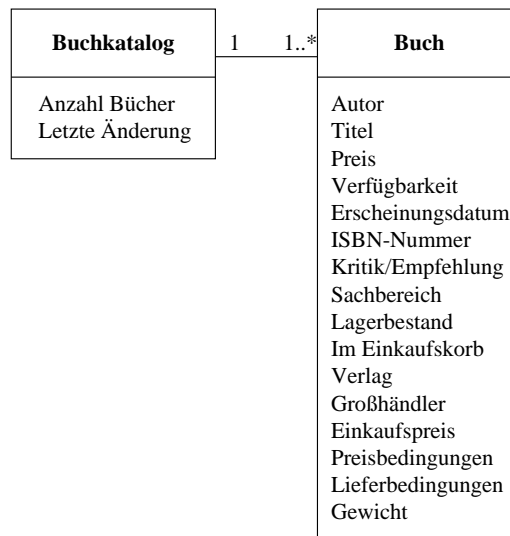 Buchkatalog
1
1..*
Buch
Anzahl Bücher
Letzte Änderung
Autor
Titel
Preis
Verfügbarkeit
Erscheinungsdatum
ISBN-Nummer
Kritik/Empfehlung
Sachbereich
Lagerbestand
Im Einkaufskorb
Verlag
Großhändler
Einkaufspreis
Preisbedingungen
Lieferbedingungen
Gewicht